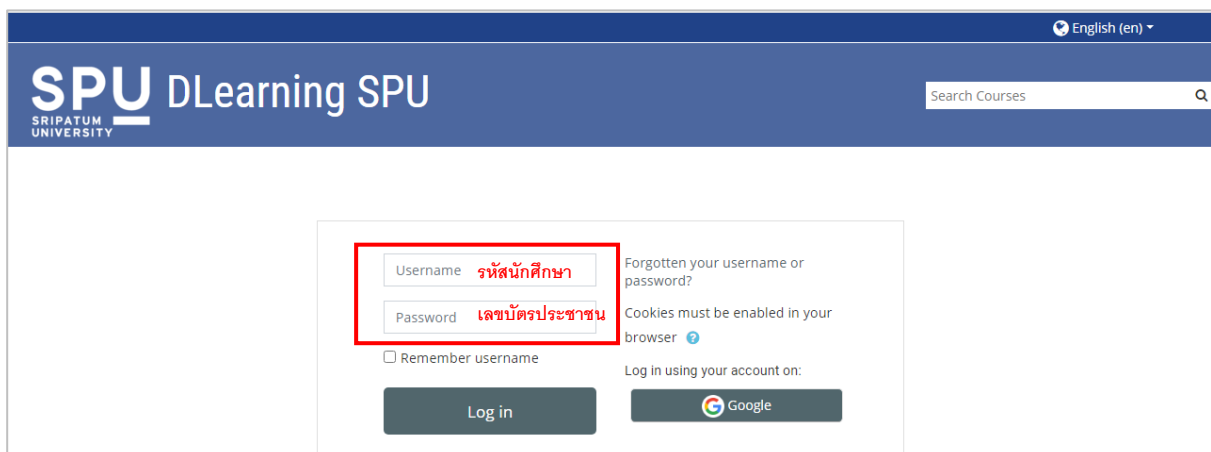 English (en)
SPU DLearning SPU
SRIPATUM
UNIVERSITY
Search Courses
Username รหัสนักศึกษา
Password เลขบัตรประชาชน
Remember username
Log in
Forgotten your username or
password?
Cookies must be enabled in your
browser ?
Log in using your account on:
G Google